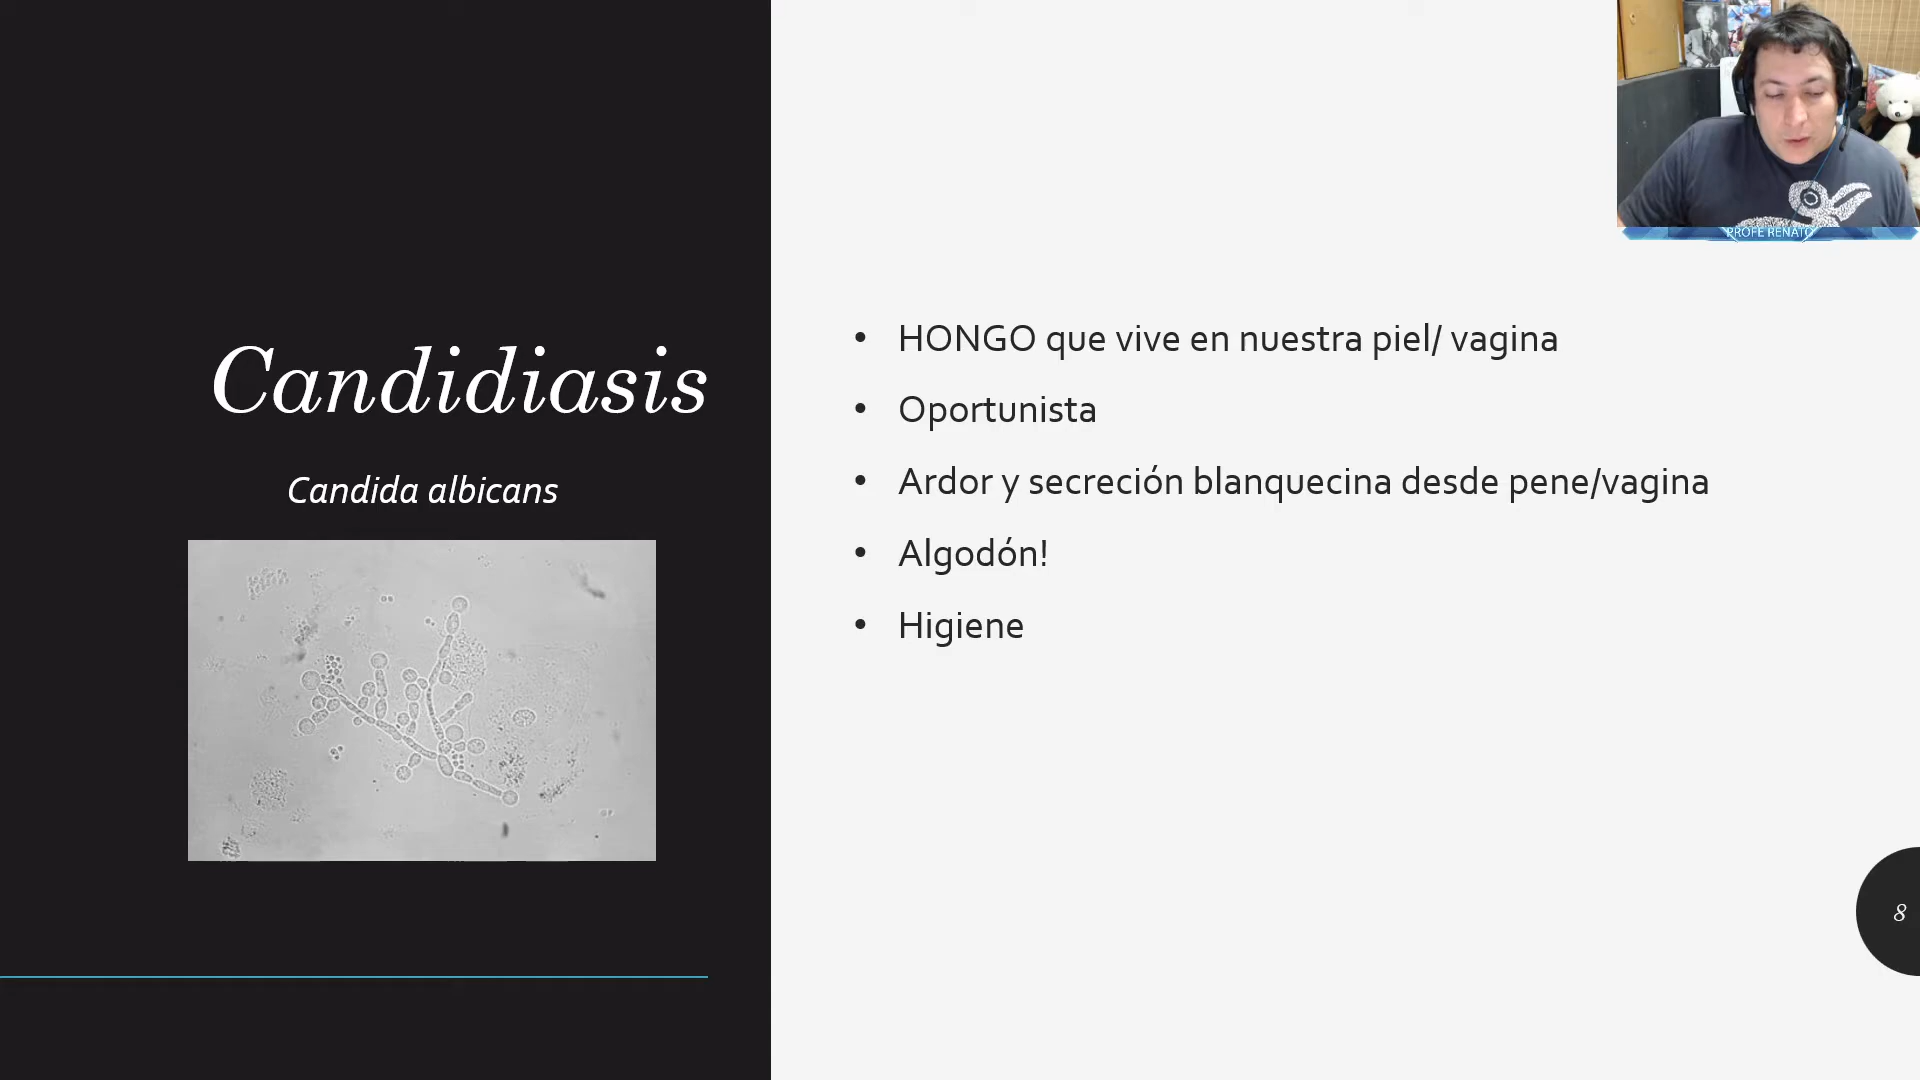 Candidiasis
Candida albicans
PROFE RENATO
• HONGO que vive en nuestra piel/ vagina
• Oportunista
• Ardor y secreción blanquecina desde pene/vagina
• Algodón!
• Higiene
8